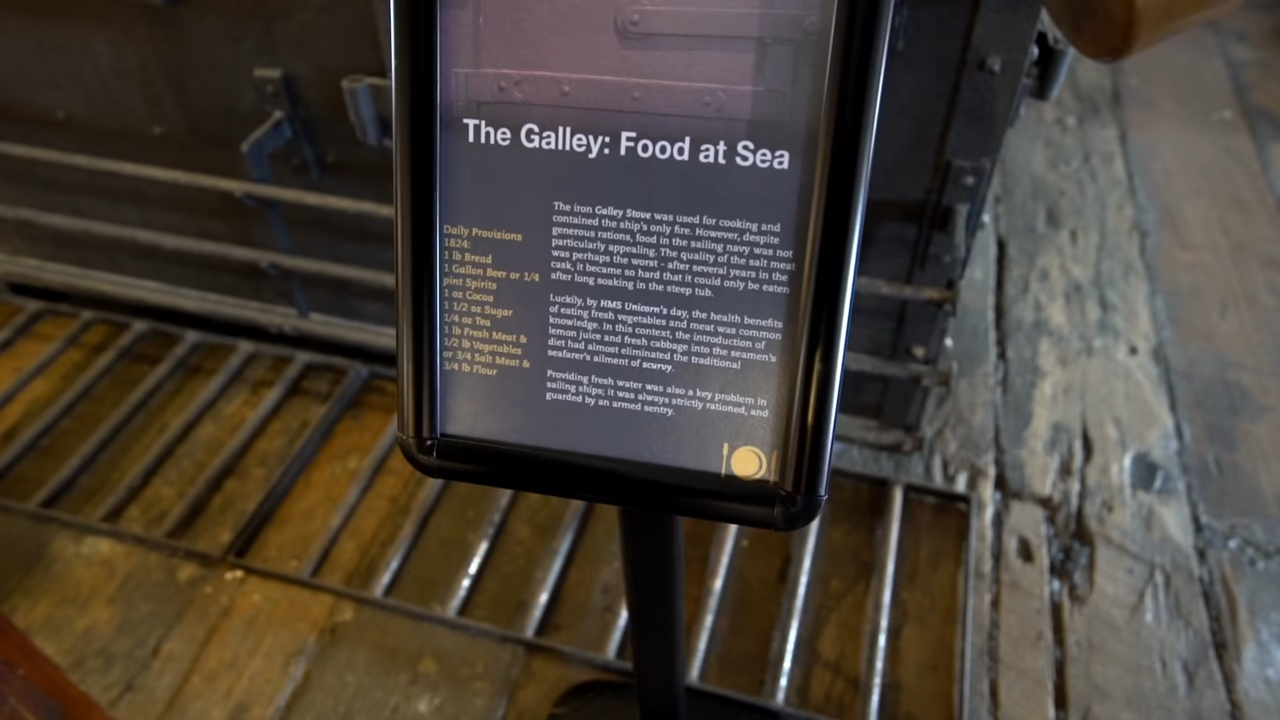 The Galley: Food at Sea
Daily Provisions
1824:
1 lb Bread
1 Gallon Beer or 1/4
pint Spirits
1 oz Cocoa
1 1/2 oz Sugar
1/4 oz Tea
1 lb Fresh Meat &
1/2 lb Vegetables
or 3/4 Salt Meat &
3/4 lb Flour
The iron Galley Stove was used for cooking and
contained the ship's only fire. However, despite
generous rations, food in the sailing navy was not
particularly appealing. The quality of the salt meat
was perhaps the worst - after several years in the
cask, it became so hard that it could only be eaten
after long soaking in the steep tub.
Luckily, by HMS Unicorn's day, the health benefits
of eating fresh vegetables and meat was common
knowledge. In this context, the introduction of
lemon juice and fresh cabbage into the seamen's
diet had almost eliminated the traditional
seafarer's ailment of scurvy.
Providing fresh water was also a key problem in
sailing ships; it was always strictly rationed, and
guarded by an armed sentry.